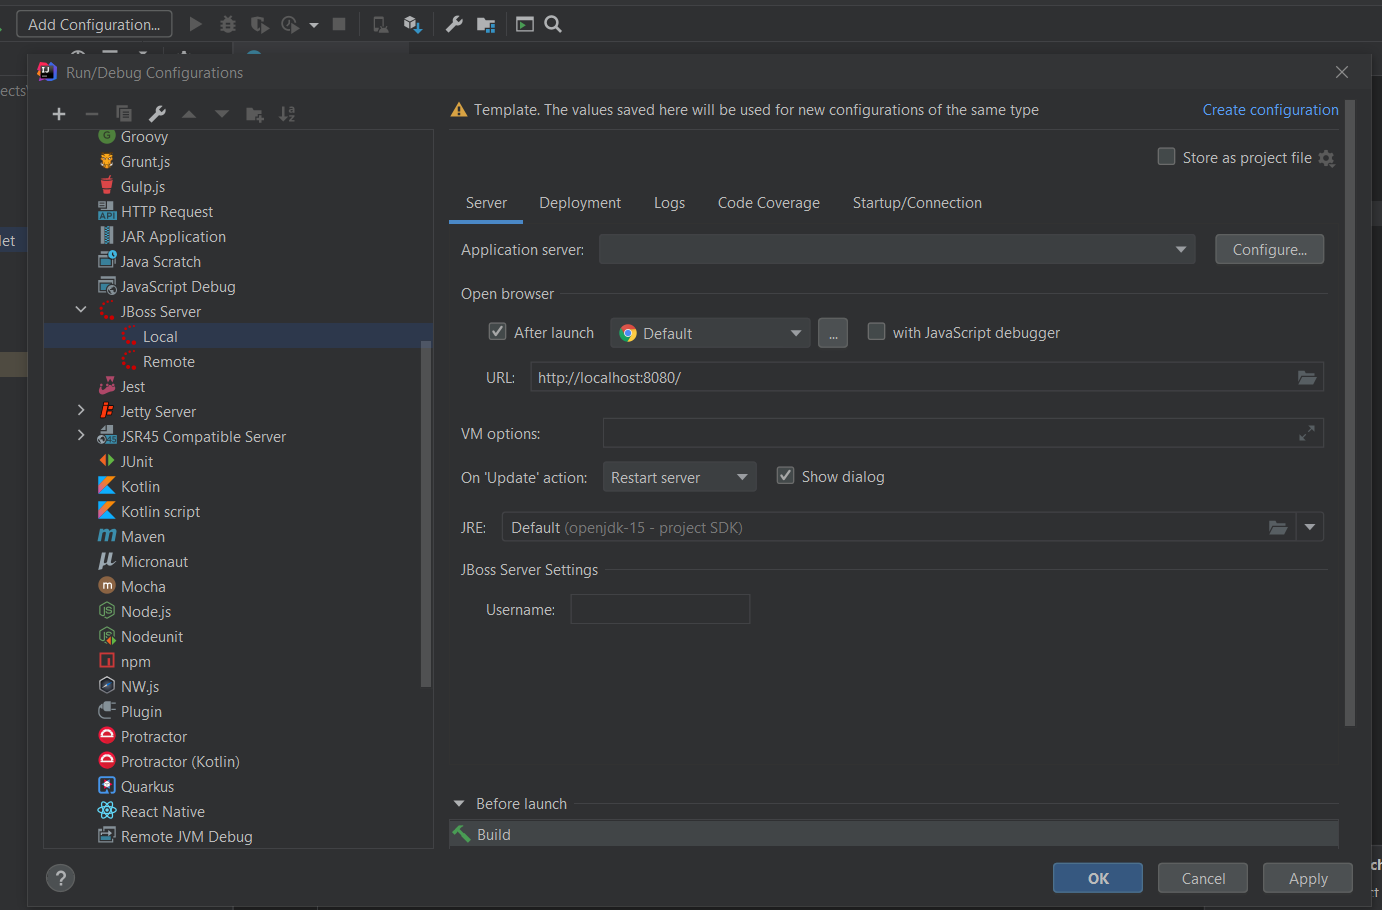 Add Configuration...
Run/Debug Configurations
ects
let
Groovy
Grunt.js
Gulp.js
API
HTTP Request
JAR Application
Java Scratch
JavaScript Debug
JBoss Server
Local
Remote
Jest
Jetty Server
JSR45 Compatible Server
JUnit
Kotlin
Kotlin script
Maven
Micronaut
Mocha
Node.js
Nodeunit
npm
NW.js
Plugin
Protractor
Protractor (Kotlin)
Quarkus
React Native
Remote JVM Debug
Template. The values saved here will be used for new configurations of the same type
Create configuration
Store as project file
Server Deployment Logs Code Coverage Startup/Connection
Application server:
Configure...
Open browser
After launch Default ... with JavaScript debugger
URL: http://localhost:8080/
VM options:
On 'Update' action: Restart server Show dialog
JRE: Default (openjdk-15 - project SDK)
JBoss Server Settings
Username:
Before launch
Build
?
OK Cancel Apply